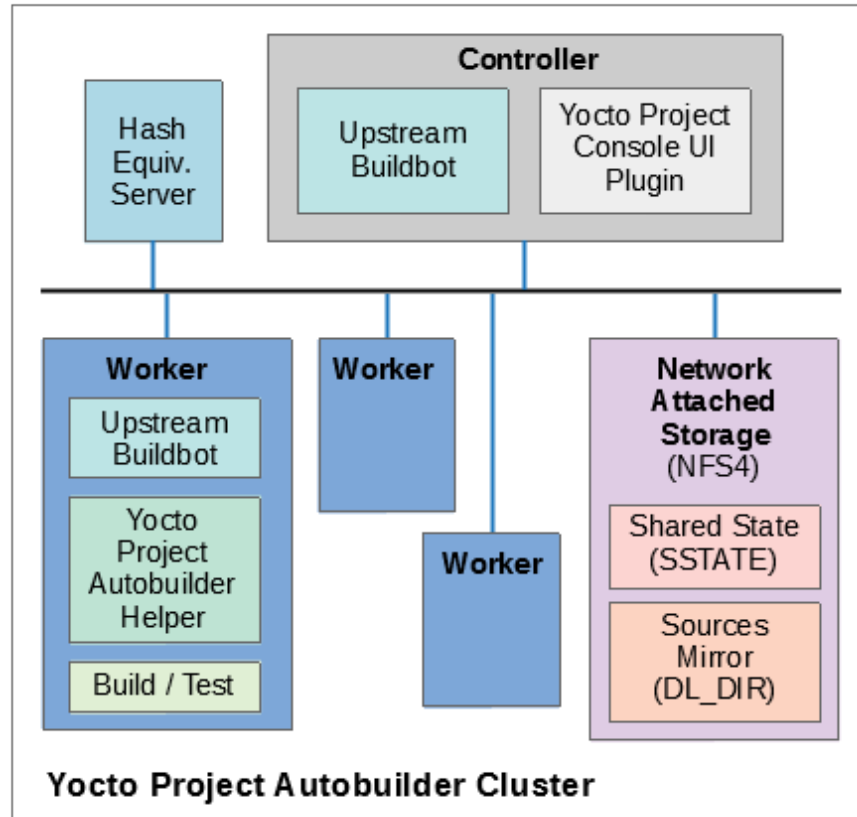 Controller
Hash
Equiv.
Server
Upstream
Buildbot
Yocto Project
Console UI
Plugin
Worker
Upstream
Buildbot
Yocto
Project
Autobuilder
Helper
Build / Test
Worker
Worker
Network
Attached
Storage
(NFS4)
Shared State
(SSTATE)
Sources
Mirror
(DL_DIR)
Yocto Project Autobuilder Cluster